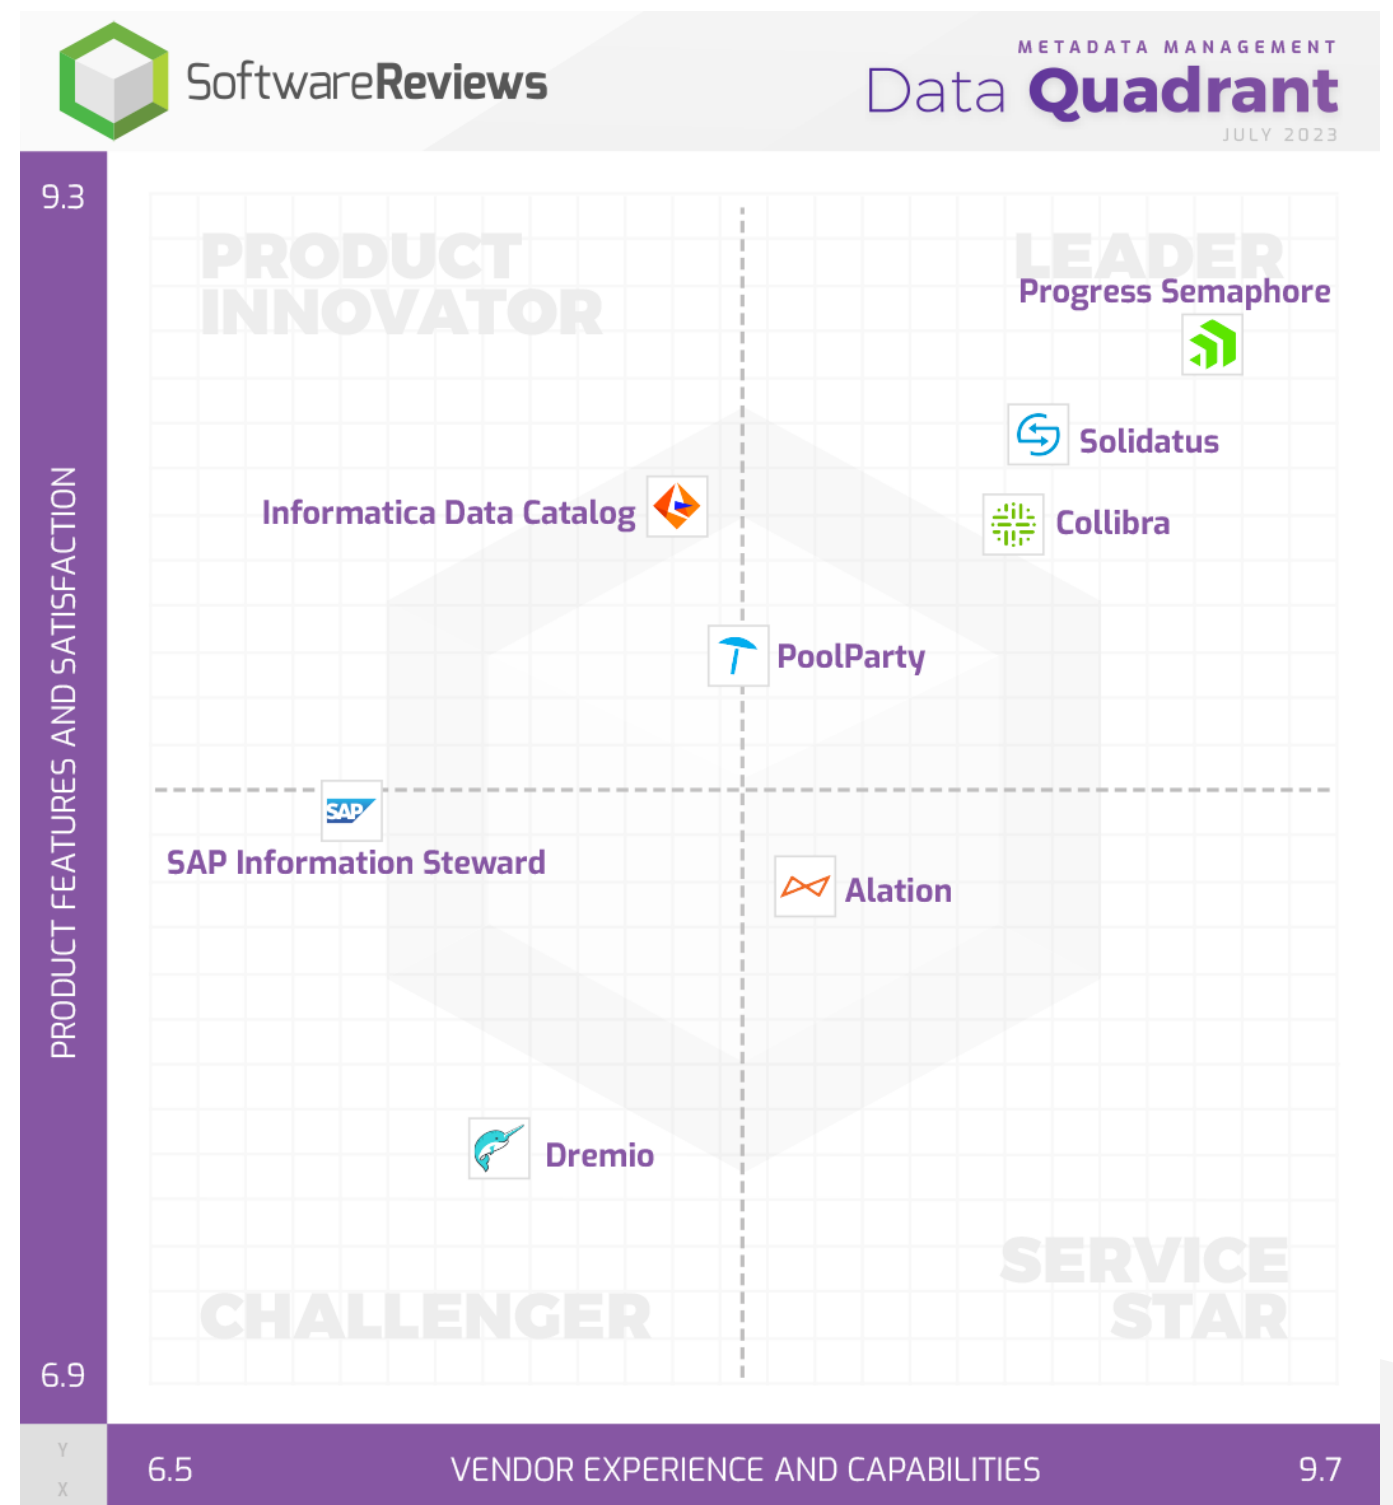 SoftwareReviews
METADATA MANAGEMENT
Data Quadrant
JULY 2023
9.3
PRODUCT
INNOVATOR
LEADER
Progress Semaphore
Solidatus
Informatica Data Catalog
Collibra
PoolParty
PRODUCT FEATURES AND SATISFACTION
SAP
SAP Information Steward
Alation
Dremio
SERVICE
STAR
CHALLENGER
6.9
Y
X
6.5
VENDOR EXPERIENCE AND CAPABILITIES
9.7